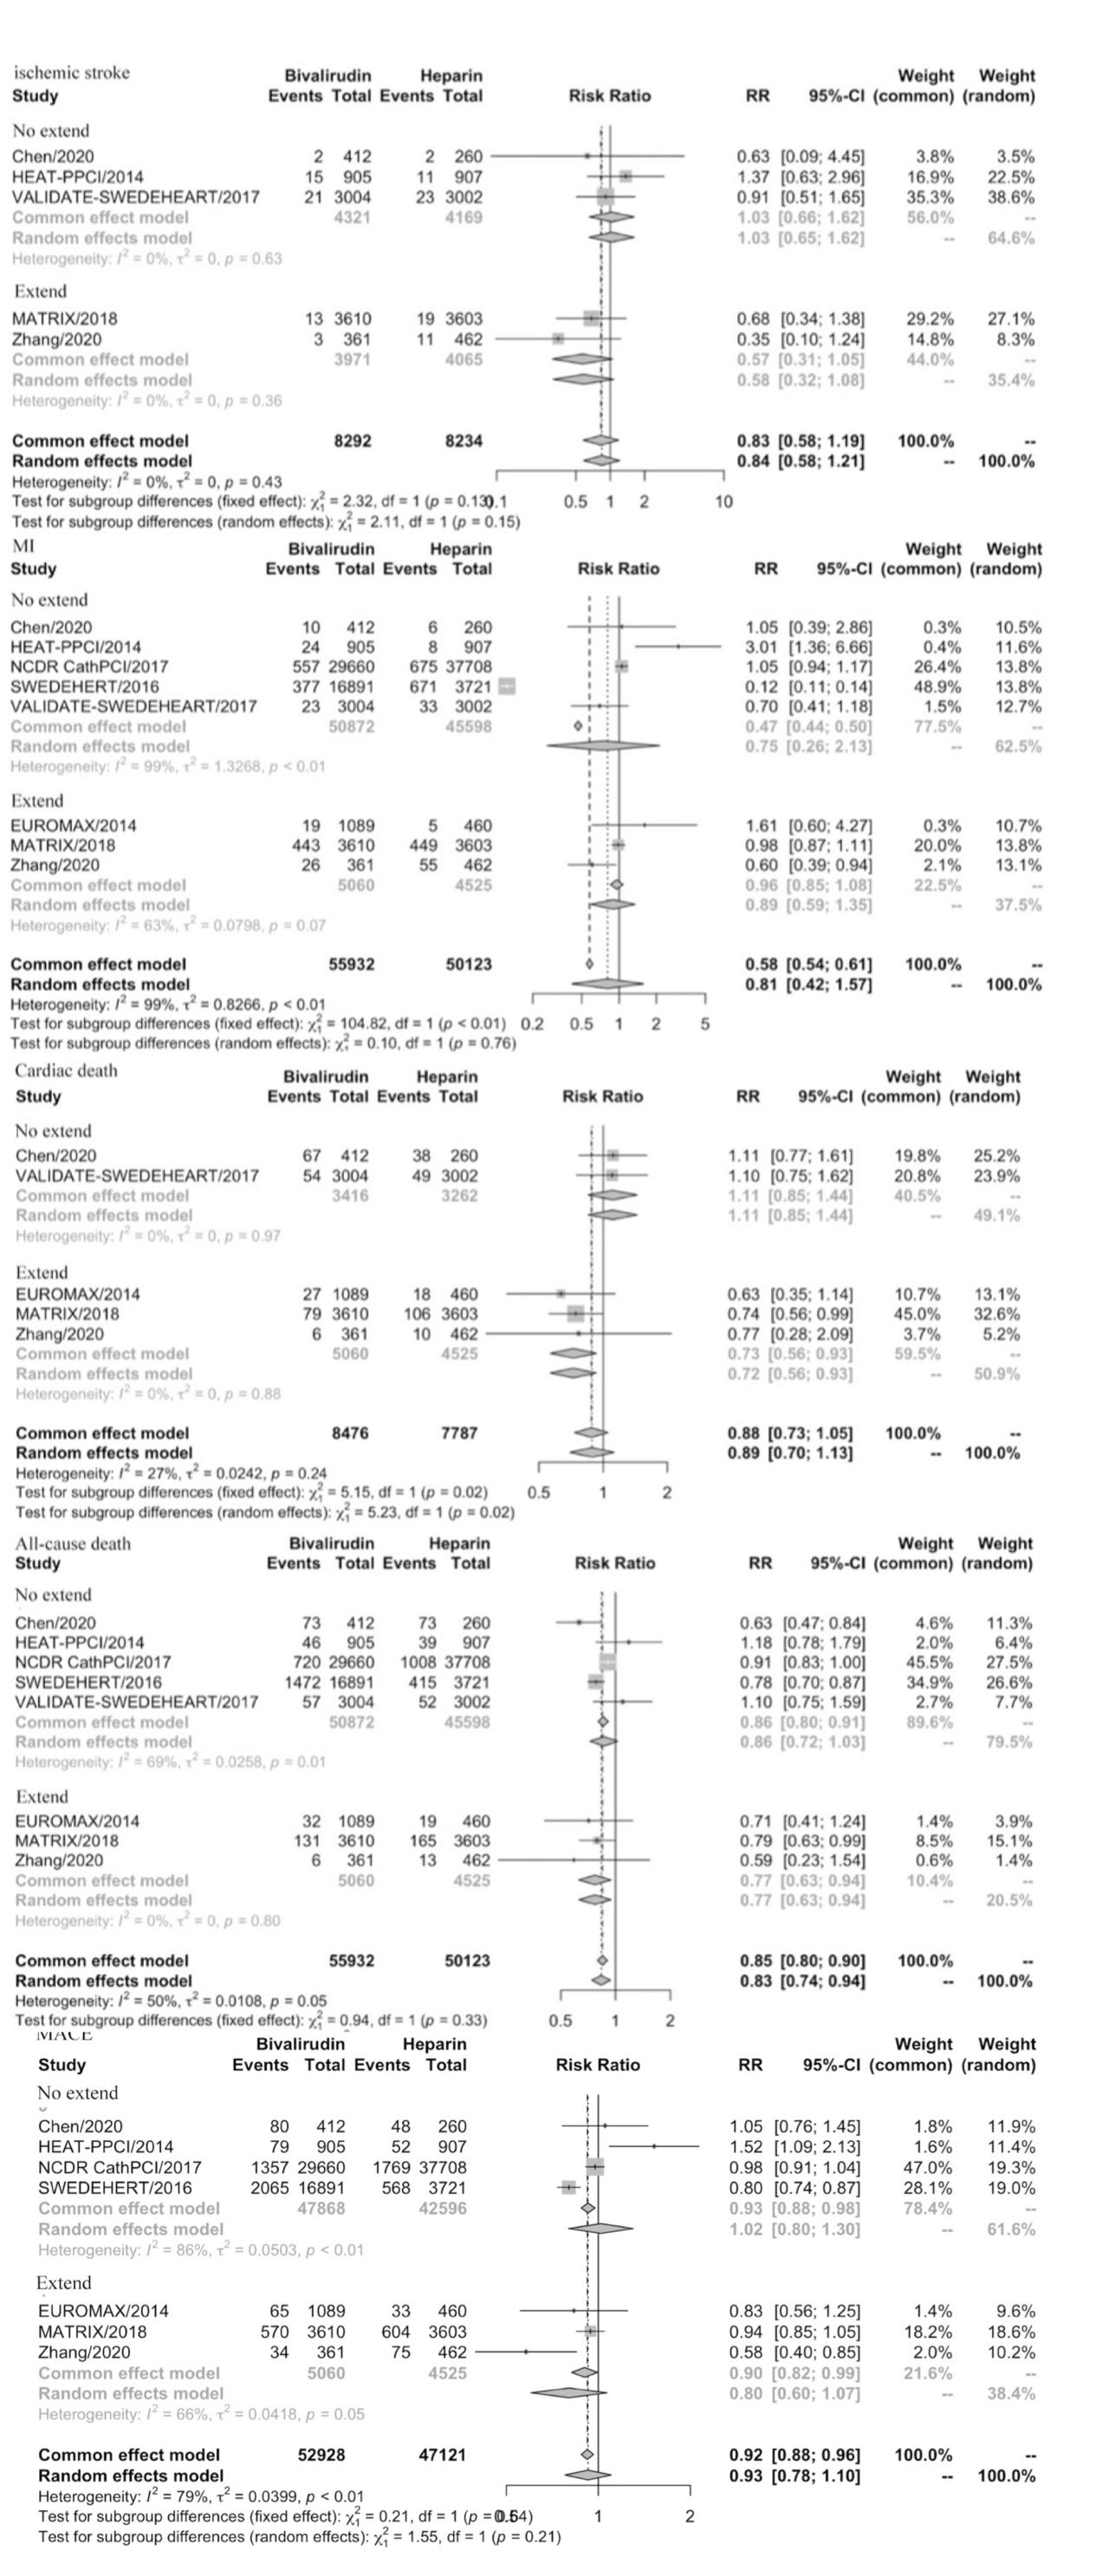 ischemic stroke Bivalirudin Heparin Weight Weight
Study Events Total Events Total Risk Ratio RR 95%-CI (common) (random)
No extend
Chen/2020 2 412 2 260 0.63 [0.09; 4.45] 3.8% 3.5%
HEAT-PPCI/2014 15 905 11 907 1.37 [0.63; 2.96] 16.9% 22.5%
VALIDATE-SWEDEHEART/2017 21 3004 23 3002 0.91 [0.51; 1.65] 35.3% 38.6%
Common effect model 4321 4169 1.03 [0.66; 1.62] 56.0% --
Random effects model 1.03 [0.65; 1.62] -- 64.6%
Heterogeneity: I² = 0%, τ² = 0, p = 0.63
Extend
MATRIX/2018 13 3610 19 3603 0.68 [0.34; 1.38] 29.2% 27.1%
Zhang/2020 3 361 11 462 0.35 [0.10; 1.24] 14.8% 8.3%
Common effect model 3971 4065 0.57 [0.31; 1.05] 44.0% --
Random effects model 0.58 [0.32; 1.08] -- 35.4%
Heterogeneity: I² = 0%, τ² = 0, p = 0.36
Common effect model 8292 8234 0.83 [0.58; 1.19] 100.0% --
Random effects model 0.84 [0.58; 1.21] -- 100.0%
Heterogeneity: I² = 0%, τ² = 0, p = 0.43
Test for subgroup differences (fixed effect): χ²₁ = 2.32, df = 1 (p = 0.13) 0.1 0.5 1 2 10
Test for subgroup differences (random effects): χ²₁ = 2.11, df = 1 (p = 0.15)
MI Bivalirudin Heparin Weight Weight
Study Events Total Events Total Risk Ratio RR 95%-CI (common) (random)
No extend
Chen/2020 10 412 6 260 1.05 [0.39; 2.86] 0.3% 10.5%
HEAT-PPCI/2014 24 905 8 907 3.01 [1.36; 6.66] 0.4% 11.6%
NCDR CathPCI/2017 557 29660 675 37708 1.05 [0.94; 1.17] 26.4% 13.8%
SWEDEHERT/2016 377 16891 671 3721 0.12 [0.11; 0.14] 48.9% 13.8%
VALIDATE-SWEDEHEART/2017 23 3004 33 3002 0.70 [0.41; 1.18] 1.5% 12.7%
Common effect model 50872 45598 0.47 [0.44; 0.50] 77.5% --
Random effects model 0.75 [0.26; 2.13] -- 62.5%
Heterogeneity: I² = 99%, τ² = 1.3268, p < 0.01
Extend
EUROMAX/2014 19 1089 5 460 1.61 [0.60; 4.27] 0.3% 10.7%
MATRIX/2018 443 3610 449 3603 0.98 [0.87; 1.11] 20.0% 13.8%
Zhang/2020 26 361 55 462 0.60 [0.39; 0.94] 2.1% 13.1%
Common effect model 5060 4525 0.96 [0.85; 1.08] 22.5% --
Random effects model 0.89 [0.59; 1.35] -- 37.5%
Heterogeneity: I² = 63%, τ² = 0.0798, p = 0.07
Common effect model 55932 50123 0.58 [0.54; 0.61] 100.0% --
Random effects model 0.81 [0.42; 1.57] -- 100.0%
Heterogeneity: I² = 99%, τ² = 0.8266, p < 0.01
Test for subgroup differences (fixed effect): χ²₁ = 104.82, df = 1 (p < 0.01) 0.2 0.5 1 2 5
Test for subgroup differences (random effects): χ²₁ = 0.10, df = 1 (p = 0.76)
Cardiac death Bivalirudin Heparin Weight Weight
Study Events Total Events Total Risk Ratio RR 95%-CI (common) (random)
No extend
Chen/2020 67 412 38 260 1.11 [0.77; 1.61] 19.8% 25.2%
VALIDATE-SWEDEHEART/2017 54 3004 49 3002 1.10 [0.75; 1.62] 20.8% 23.9%
Common effect model 3416 3262 1.11 [0.85; 1.44] 40.5% --
Random effects model 1.11 [0.85; 1.44] -- 49.1%
Heterogeneity: I² = 0%, τ² = 0, p = 0.97
Extend
EUROMAX/2014 27 1089 18 460 0.63 [0.35; 1.14] 10.7% 13.1%
MATRIX/2018 79 3610 106 3603 0.74 [0.56; 0.99] 45.0% 32.6%
Zhang/2020 6 361 10 462 0.77 [0.28; 2.09] 3.7% 5.2%
Common effect model 5060 4525 0.73 [0.56; 0.93] 59.5% --
Random effects model 0.72 [0.56; 0.93] -- 50.9%
Heterogeneity: I² = 0%, τ² = 0, p = 0.88
Common effect model 8476 7787 0.88 [0.73; 1.05] 100.0% --
Random effects model 0.89 [0.70; 1.13] -- 100.0%
Heterogeneity: I² = 27%, τ² = 0.0242, p = 0.24
Test for subgroup differences (fixed effect): χ²₁ = 5.15, df = 1 (p = 0.02) 0.5 1 2
Test for subgroup differences (random effects): χ²₁ = 5.23, df = 1 (p = 0.02)
All-cause death Bivalirudin Heparin Weight Weight
Study Events Total Events Total Risk Ratio RR 95%-CI (common) (random)
No extend
Chen/2020 73 412 73 260 0.63 [0.47; 0.84] 4.6% 11.3%
HEAT-PPCI/2014 46 905 39 907 1.18 [0.78; 1.79] 2.0% 6.4%
NCDR CathPCI/2017 720 29660 1008 37708 0.91 [0.83; 1.00] 45.5% 27.5%
SWEDEHERT/2016 1472 16891 415 3721 0.78 [0.70; 0.87] 34.9% 26.6%
VALIDATE-SWEDEHEART/2017 57 3004 52 3002 1.10 [0.75; 1.59] 2.7% 7.7%
Common effect model 50872 45598 0.86 [0.80; 0.91] 89.6% --
Random effects model 0.86 [0.72; 1.03] -- 79.5%
Heterogeneity: I² = 69%, τ² = 0.0258, p = 0.01
Extend
EUROMAX/2014 32 1089 19 460 0.71 [0.41; 1.24] 1.4% 3.9%
MATRIX/2018 131 3610 165 3603 0.79 [0.63; 0.99] 8.5% 15.1%
Zhang/2020 6 361 13 462 0.59 [0.23; 1.54] 0.6% 1.4%
Common effect model 5060 4525 0.77 [0.63; 0.94] 10.4% --
Random effects model 0.77 [0.63; 0.94] -- 20.5%
Heterogeneity: I² = 0%, τ² = 0, p = 0.80
Common effect model 55932 50123 0.85 [0.80; 0.90] 100.0% --
Random effects model 0.83 [0.74; 0.94] -- 100.0%
Heterogeneity: I² = 50%, τ² = 0.0108, p = 0.05
Test for subgroup differences (fixed effect): χ²₁ = 0.94, df = 1 (p = 0.33) 0.5 1 2
MACE Bivalirudin Heparin Weight Weight
Study Events Total Events Total Risk Ratio RR 95%-CI (common) (random)
No extend
Chen/2020 80 412 48 260 1.05 [0.76; 1.45] 1.8% 11.9%
HEAT-PPCI/2014 79 905 52 907 1.52 [1.09; 2.13] 1.6% 11.4%
NCDR CathPCI/2017 1357 29660 1769 37708 0.98 [0.91; 1.04] 47.0% 19.3%
SWEDEHERT/2016 2065 16891 568 3721 0.80 [0.74; 0.87] 28.1% 19.0%
Common effect model 47868 42596 0.93 [0.88; 0.98] 78.4% --
Random effects model 1.02 [0.80; 1.30] -- 61.6%
Heterogeneity: I² = 86%, τ² = 0.0503, p < 0.01
Extend
EUROMAX/2014 65 1089 33 460 0.83 [0.56; 1.25] 1.4% 9.6%
MATRIX/2018 570 3610 604 3603 0.94 [0.85; 1.05] 18.2% 18.6%
Zhang/2020 34 361 75 462 0.58 [0.40; 0.85] 2.0% 10.2%
Common effect model 5060 4525 0.90 [0.82; 0.99] 21.6% --
Random effects model 0.80 [0.60; 1.07] -- 38.4%
Heterogeneity: I² = 66%, τ² = 0.0418, p = 0.05
Common effect model 52928 47121 0.92 [0.88; 0.96] 100.0% --
Random effects model 0.93 [0.78; 1.10] -- 100.0%
Heterogeneity: I² = 79%, τ² = 0.0399, p < 0.01
Test for subgroup differences (fixed effect): χ²₁ = 0.21, df = 1 (p = 0.64) 1 2
Test for subgroup differences (random effects): χ²₁ = 1.55, df = 1 (p = 0.21)